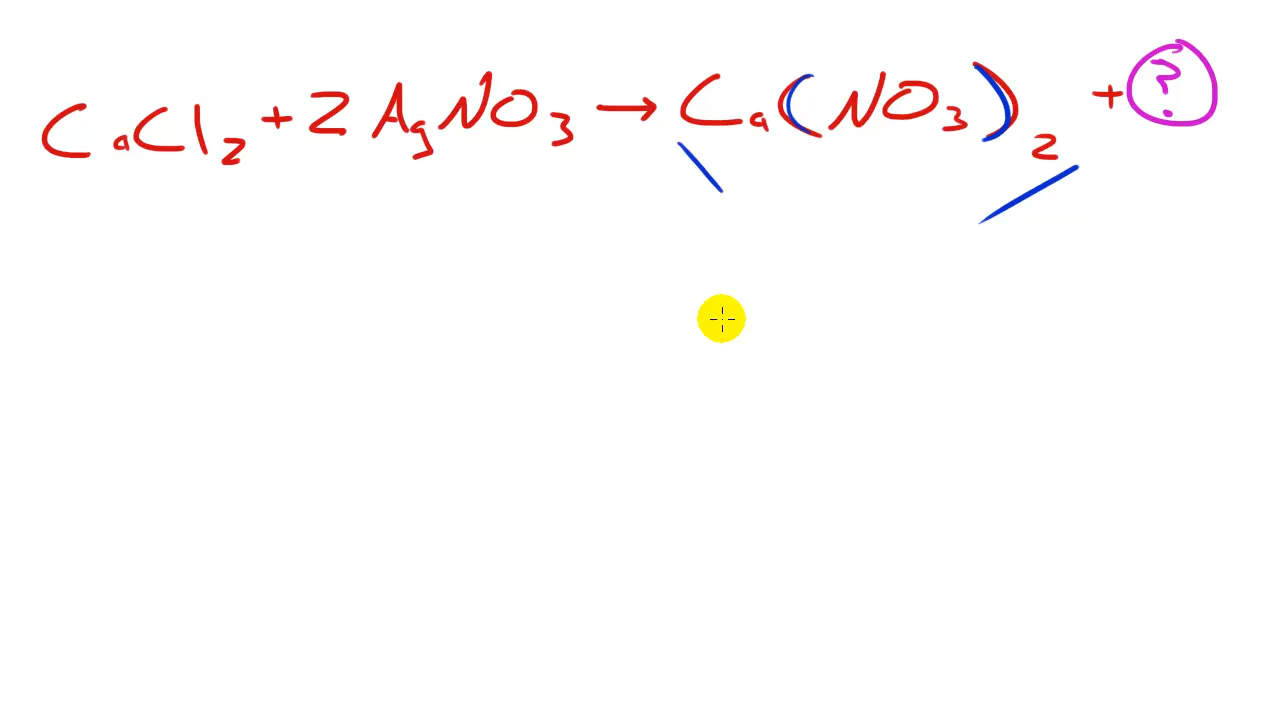 CaCl₂ + 2 AgNO₃ → Ca(NO₃)₂ + ?